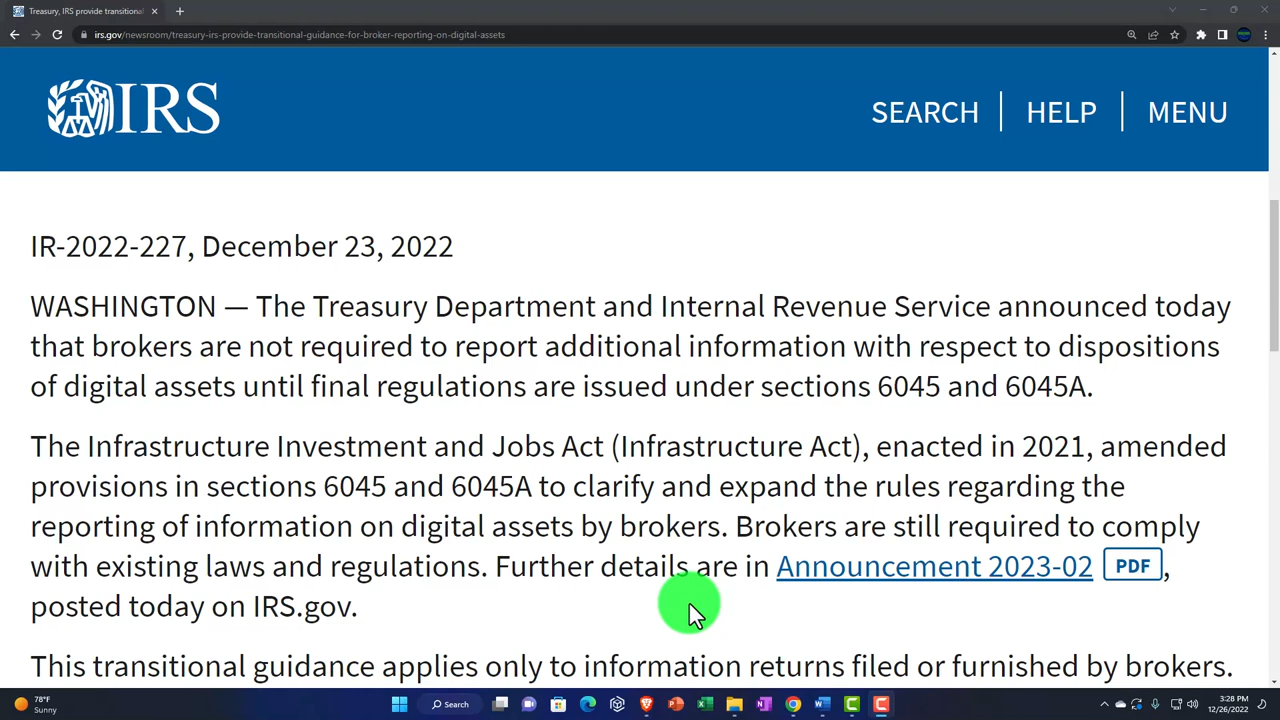 Treasury, IRS provide transitional
irs.gov/newsroom/treasury-irs-provide-transitional-guidance-for-broker-reporting-on-digital-assets
IRS
SEARCH
HELP
MENU
IR-2022-227, December 23, 2022
WASHINGTON — The Treasury Department and Internal Revenue Service announced today
that brokers are not required to report additional information with respect to dispositions
of digital assets until final regulations are issued under sections 6045 and 6045A.
The Infrastructure Investment and Jobs Act (Infrastructure Act), enacted in 2021, amended
provisions in sections 6045 and 6045A to clarify and expand the rules regarding the
reporting of information on digital assets by brokers. Brokers are still required to comply
with existing laws and regulations. Further details are in Announcement 2023-02 PDF,
posted today on IRS.gov.
This transitional guidance applies only to information returns filed or furnished by brokers.
78°F
Sunny
Search
3:28 PM
12/26/2022